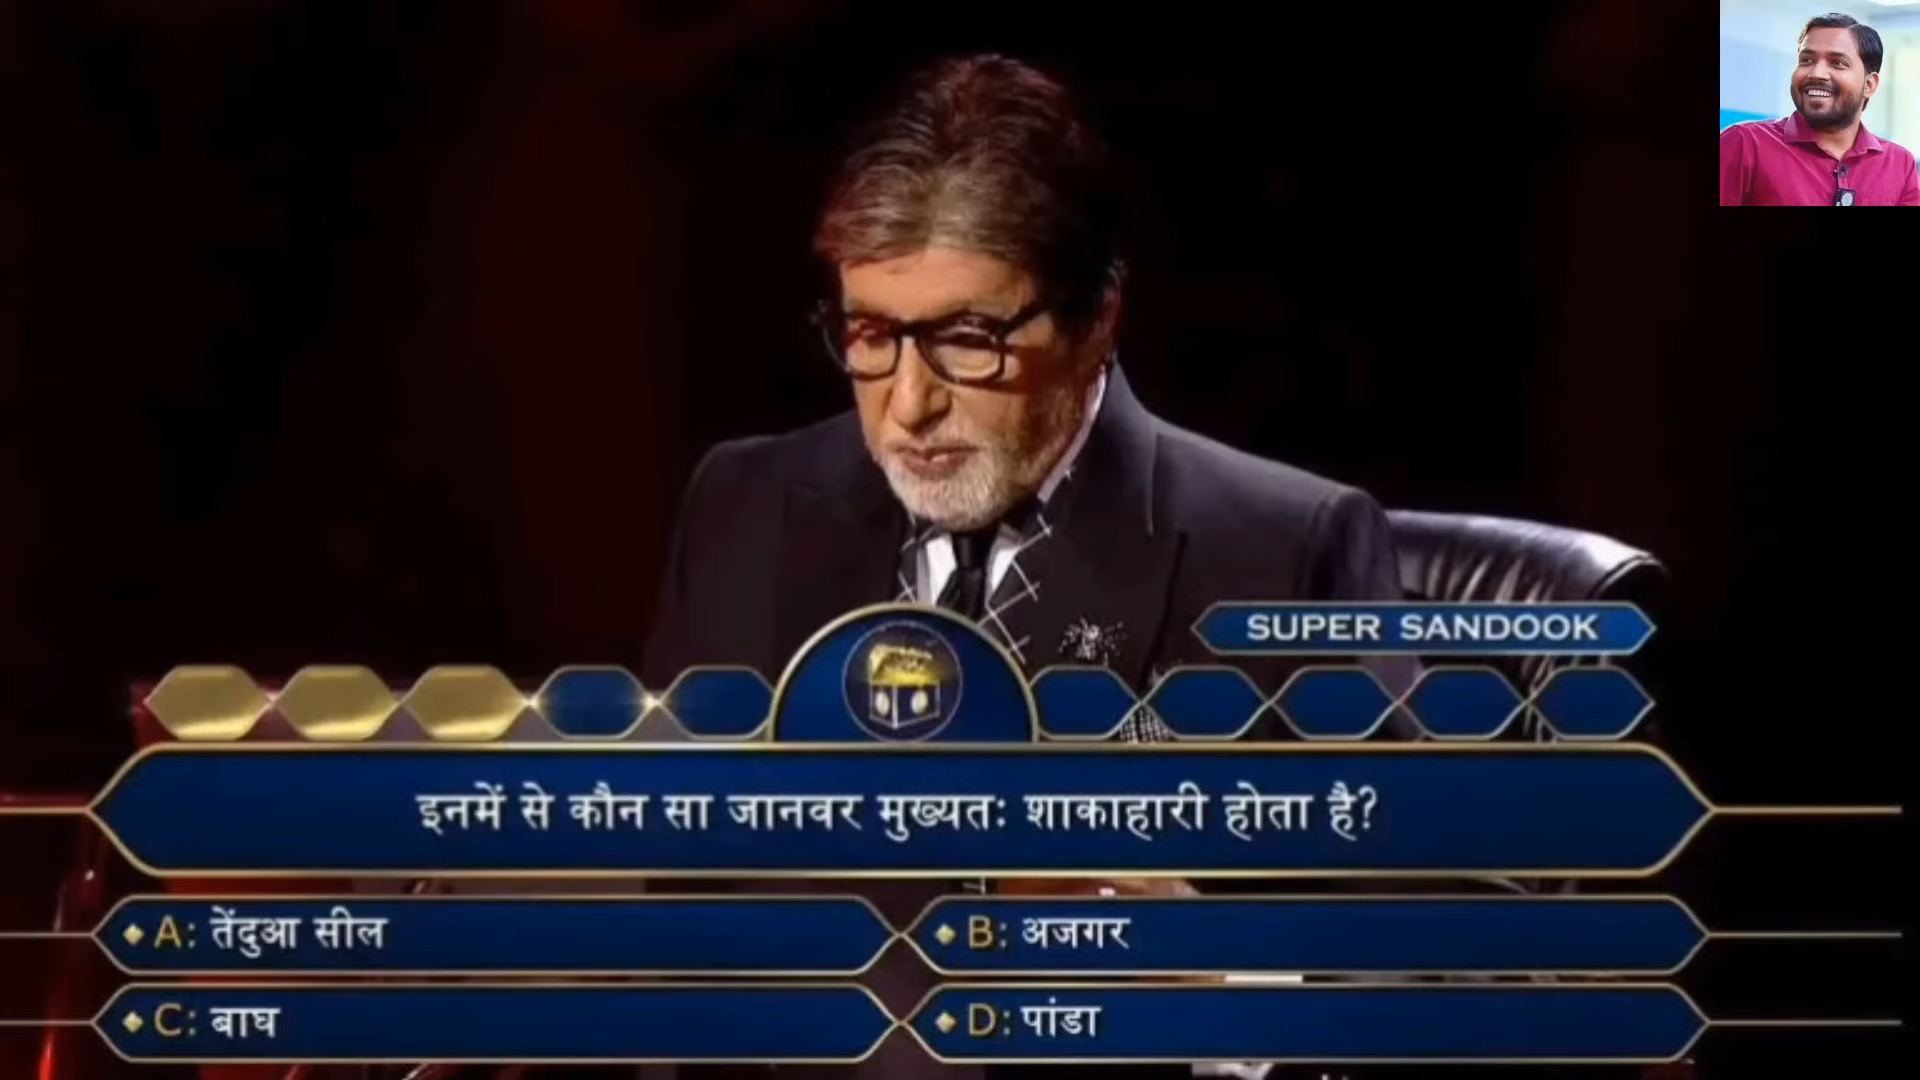 SUPER SANDOOK
इनमें से कौन सा जानवर मुख्यतः शाकाहारी होता है?
A: तेंदुआ सील
B: अजगर
C: बाघ
D: पांडा